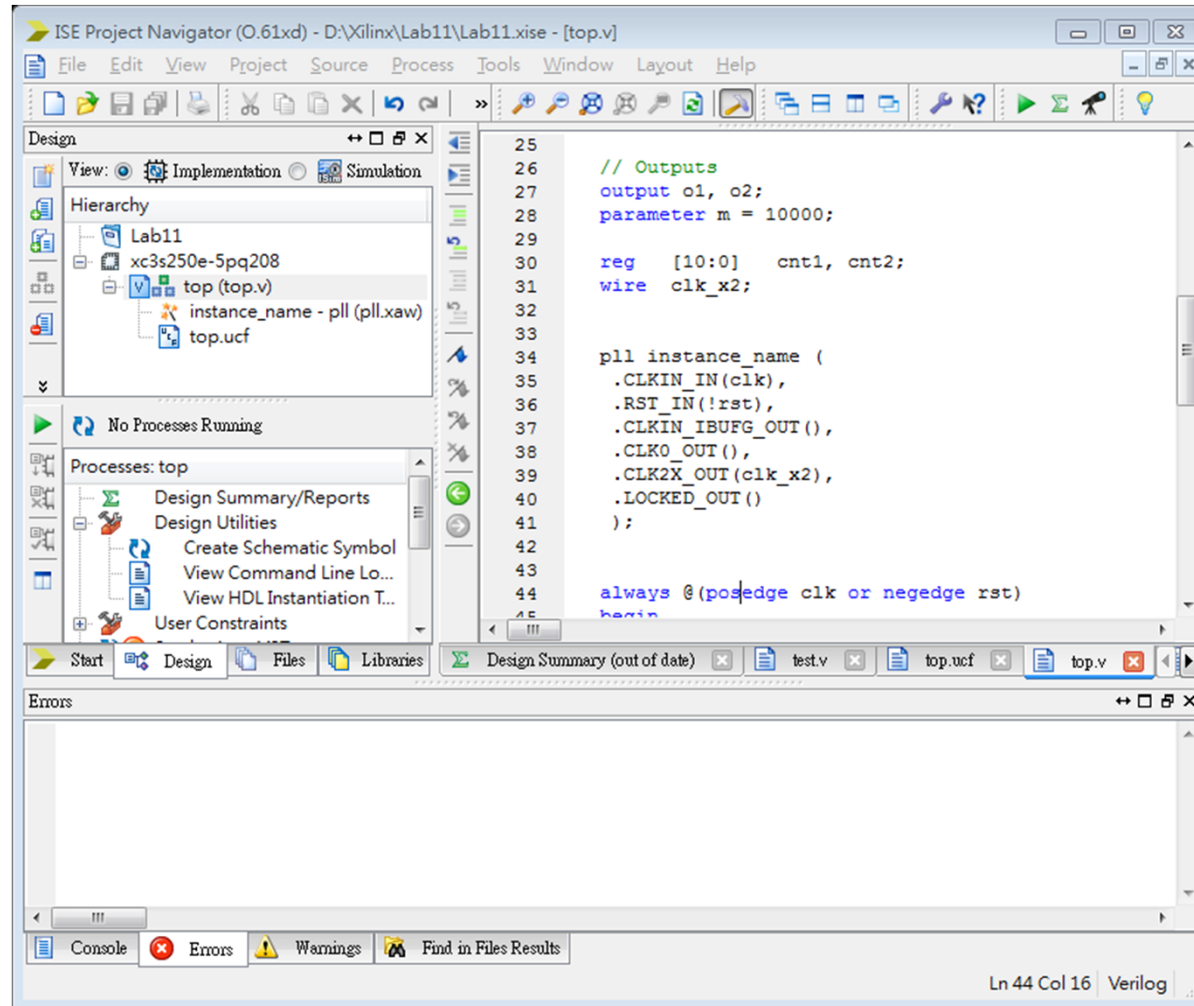 ISE Project Navigator (O.61xd) - D:\Xilinx\Lab11\Lab11.xise - [top.v]
File Edit View Project Source Process Tools Window Layout Help
»
Design
View: Implementation Simulation
Hierarchy
Lab11
xc3s250e-5pq208
top (top.v)
instance_name - pll (pll.xaw)
top.ucf
No Processes Running
Processes: top
Design Summary/Reports
Design Utilities
Create Schematic Symbol
View Command Line Lo...
View HDL Instantiation T...
User Constraints
Start Design Files Libraries
25
26 // Outputs
27 output o1, o2;
28 parameter m = 10000;
29
30 reg [10:0] cnt1, cnt2;
31 wire clk_x2;
32
33
34 pll instance_name (
35 .CLKIN_IN(clk),
36 .RST_IN(!rst),
37 .CLKIN_IBUFG_OUT(),
38 .CLK0_OUT(),
39 .CLK2X_OUT(clk_x2),
40 .LOCKED_OUT()
41 );
42
43
44 always @(posedge clk or negedge rst)
45 begin
Design Summary (out of date) test.v top.ucf top.v
Errors
Console Errors Warnings Find in Files Results
Ln 44 Col 16 Verilog